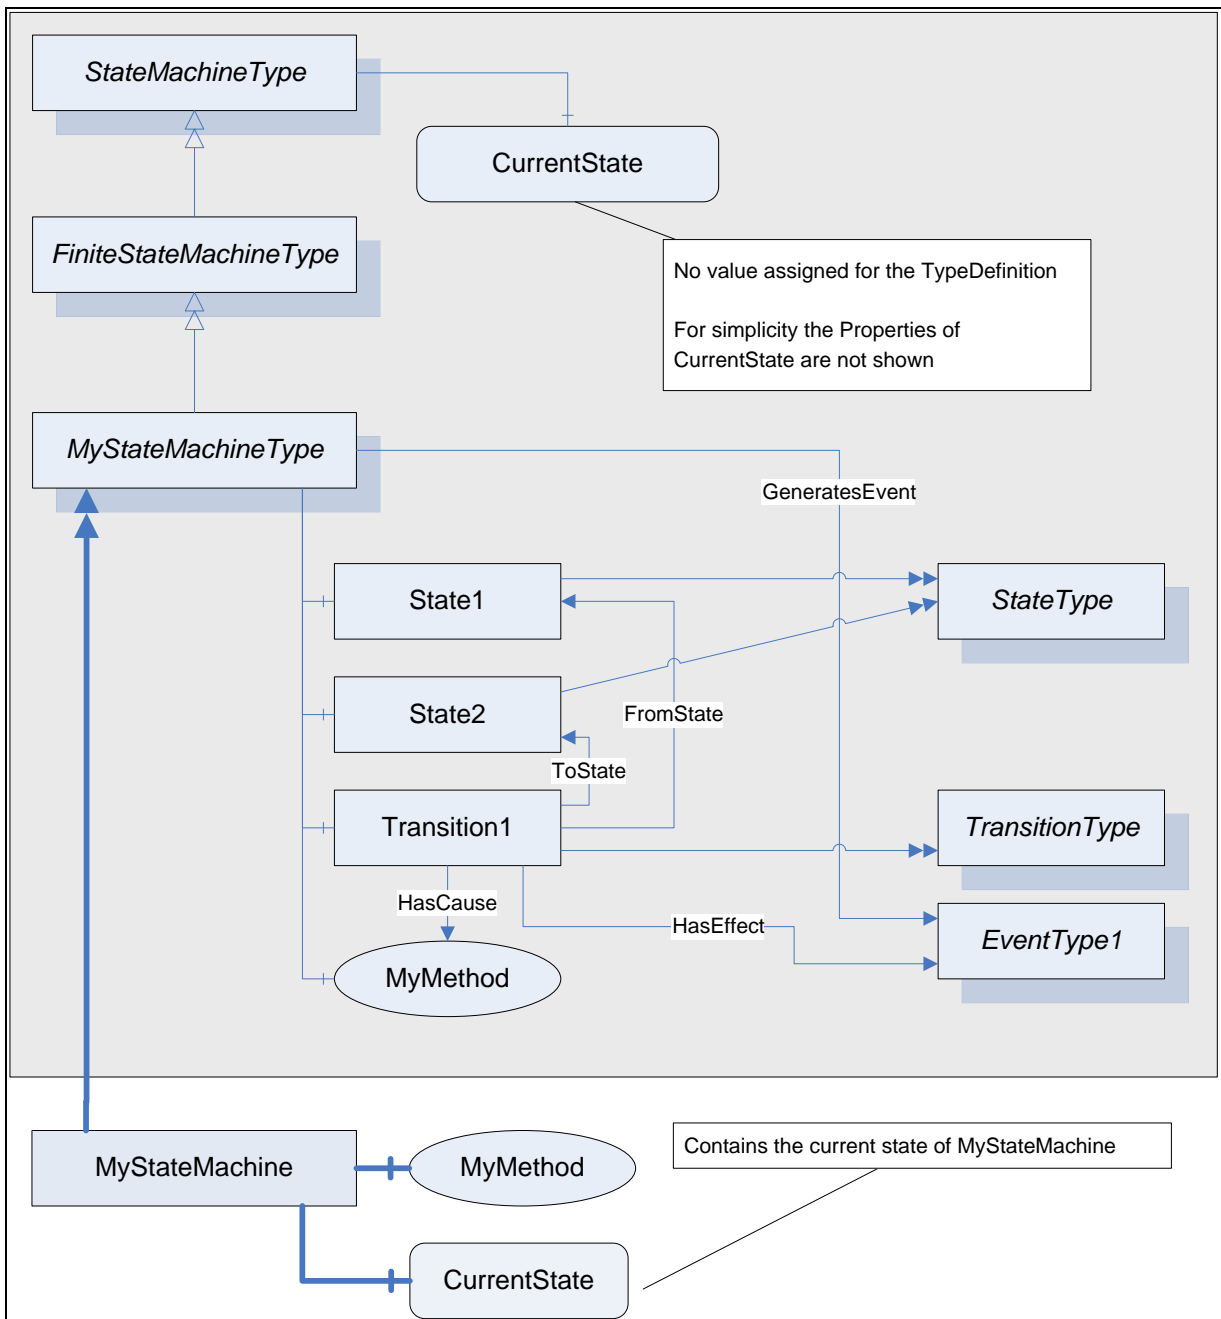 StateMachineType
CurrentState
FiniteStateMachineType
No value assigned for the TypeDefinition
For simplicity the Properties of
CurrentState are not shown
MyStateMachineType
GeneratesEvent
State1
StateType
State2
FromState
ToState
Transition1
TransitionType
HasCause
HasEffect
EventType1
MyMethod
Contains the current state of MyStateMachine
MyStateMachine
MyMethod
CurrentState